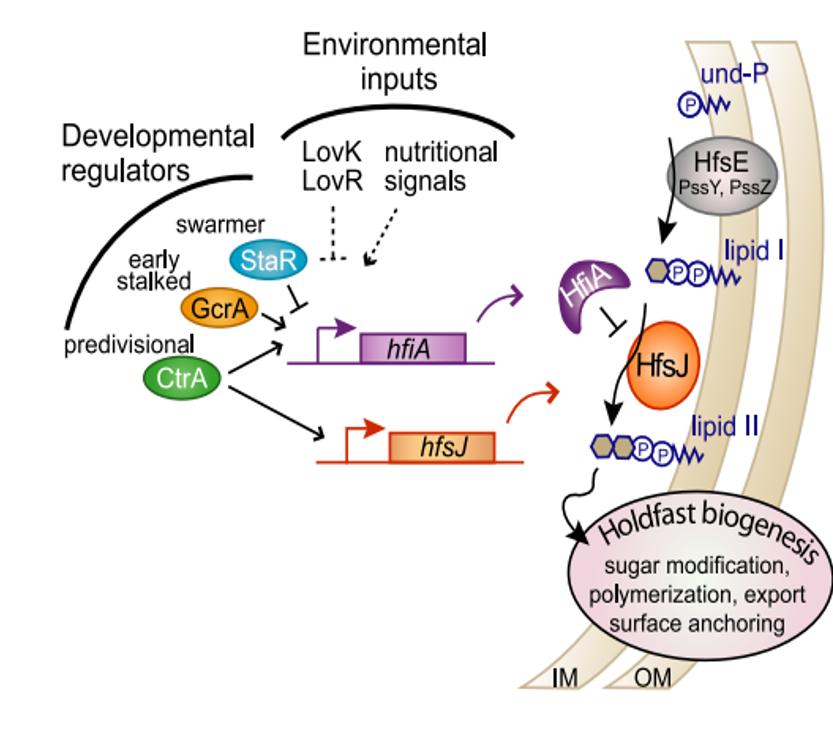 Environmental
inputs
Developmental
regulators
LovK
LovR
nutritional
signals
swarmer
StaR
early
stalked
GcrA
predivisional
CtrA
hfiA
hfsJ
und-P
P
HfsE
PssY, PssZ
lipid I
P P
HfiA
HfsJ
lipid II
P P
Holdfast biogenesis
sugar modification,
polymerization, export
surface anchoring
IM
OM